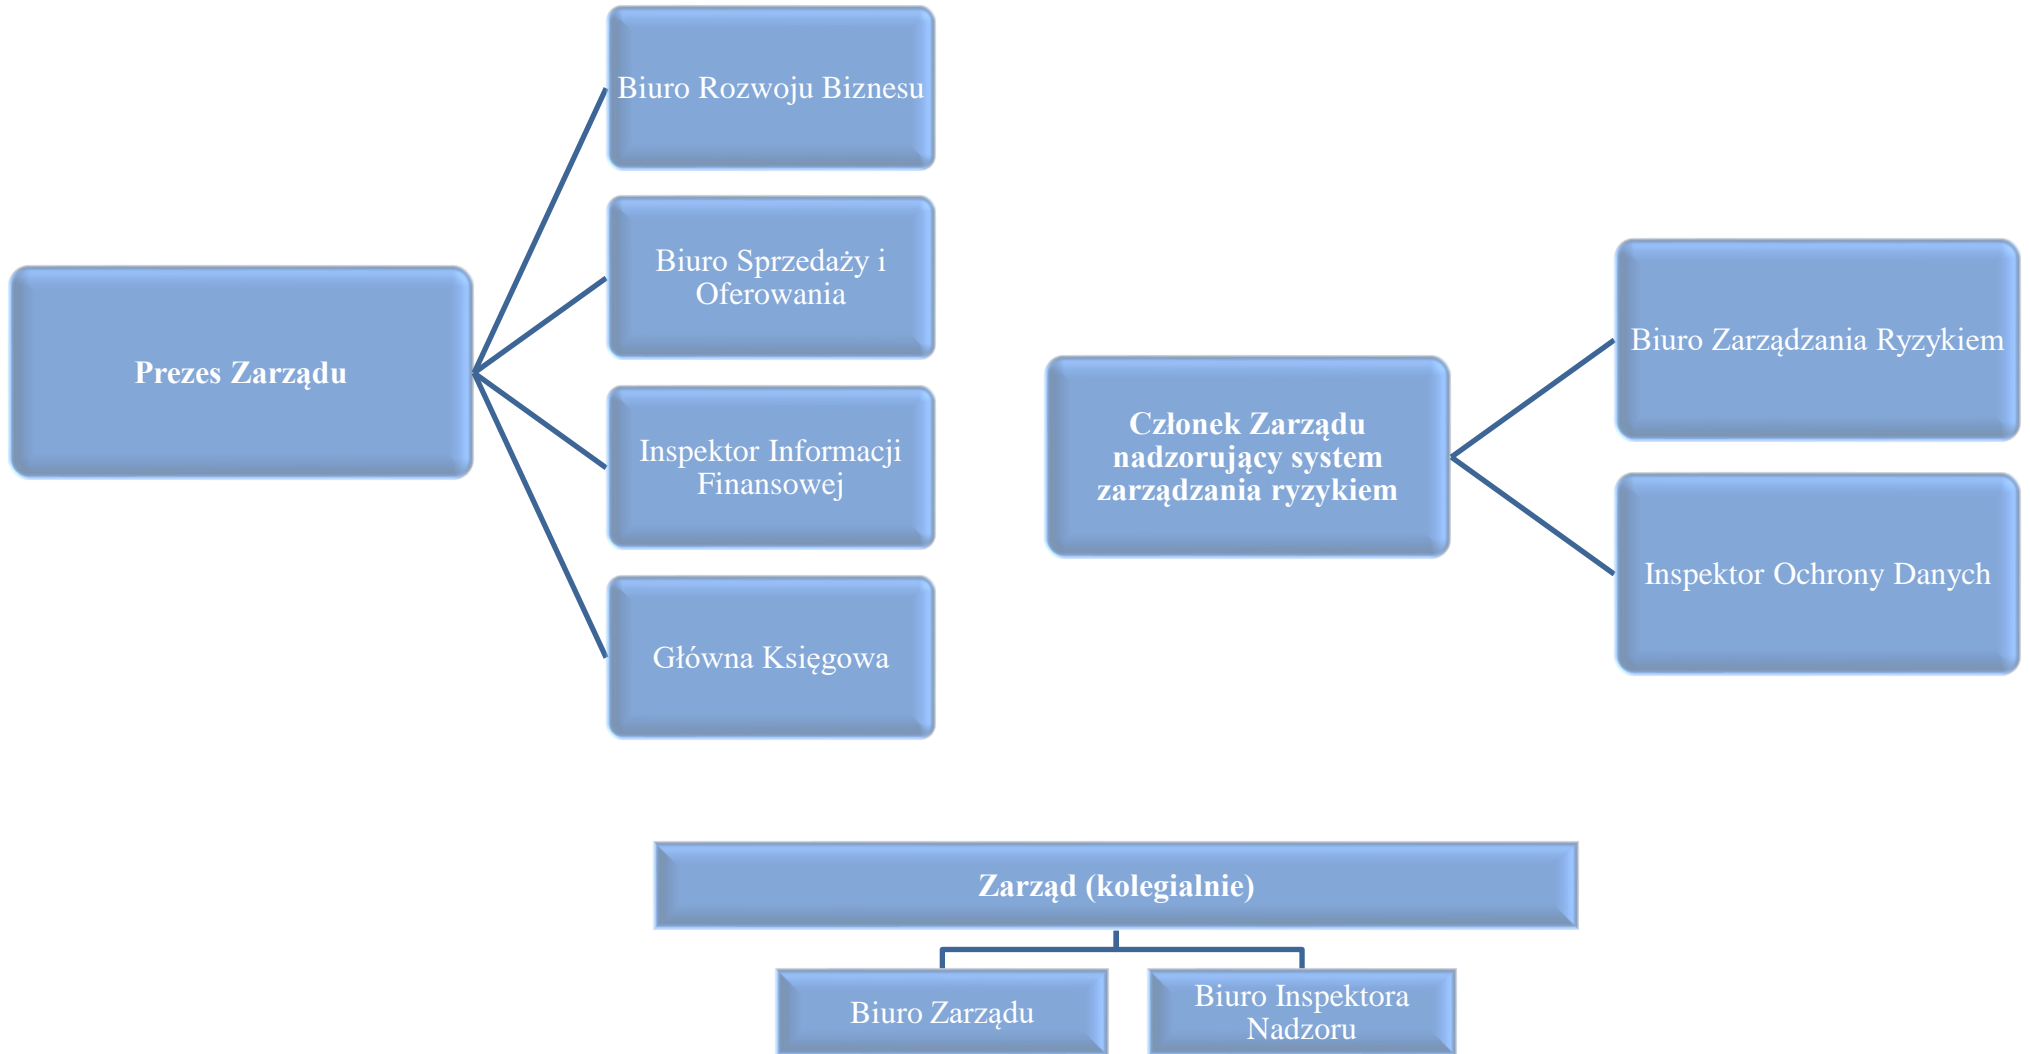 Biuro Rozwoju Biznesu
Biuro Sprzedaży i
Oferowania
Prezes Zarządu
Inspektor Informacji
Finansowej
Główna Księgowa
Członek Zarządu
nadzorujący system
zarządzania ryzykiem
Biuro Zarządzania Ryzykiem
Inspektor Ochrony Danych
Zarząd (kolegialnie)
Biuro Zarządu
Biuro Inspektora
Nadzoru